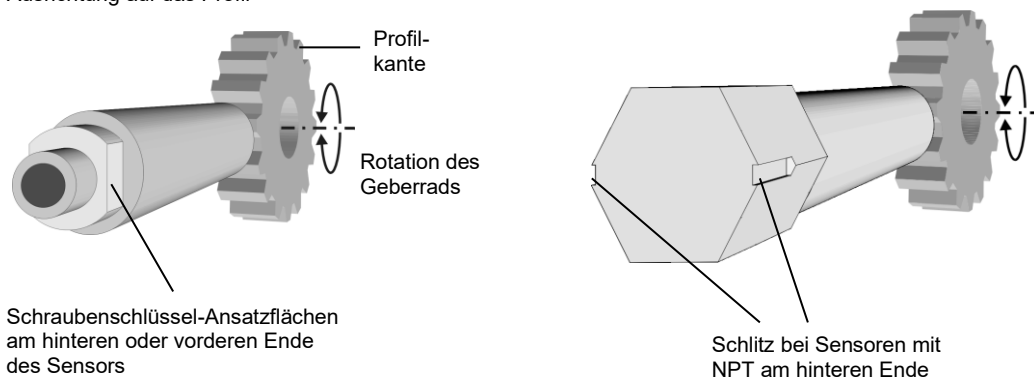 Profil-
kante
Rotation des
Geberrads
Schraubenschlüssel-Ansatzflächen
am hinteren oder vorderen Ende
des Sensors
Schlitz bei Sensoren mit
NPT am hinteren Ende